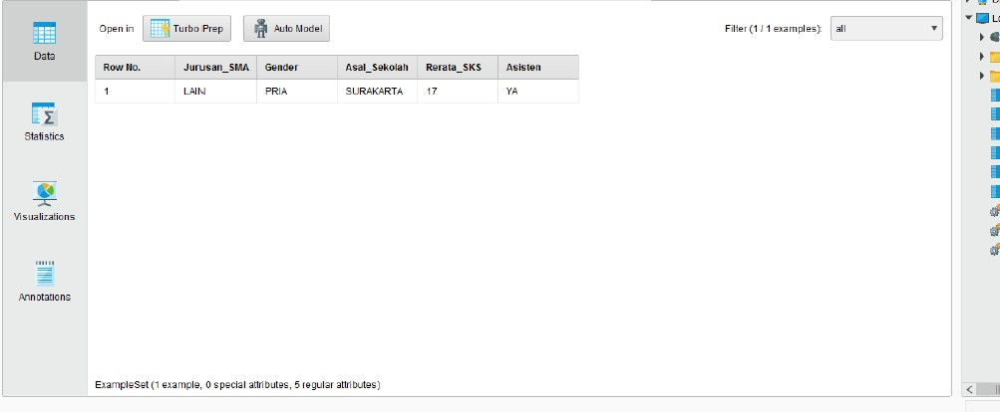 Data
Statistics
Visualizations
Annotations
Open in Turbo Prep Auto Model Filter (1 / 1 examples): all
Row No. Jurusan_SMA Gender Asal_Sekolah Rerata_SKS Asisten
1 LAIN PRIA SURAKARTA 17 YA
ExampleSet (1 example, 0 special attributes, 5 regular attributes)